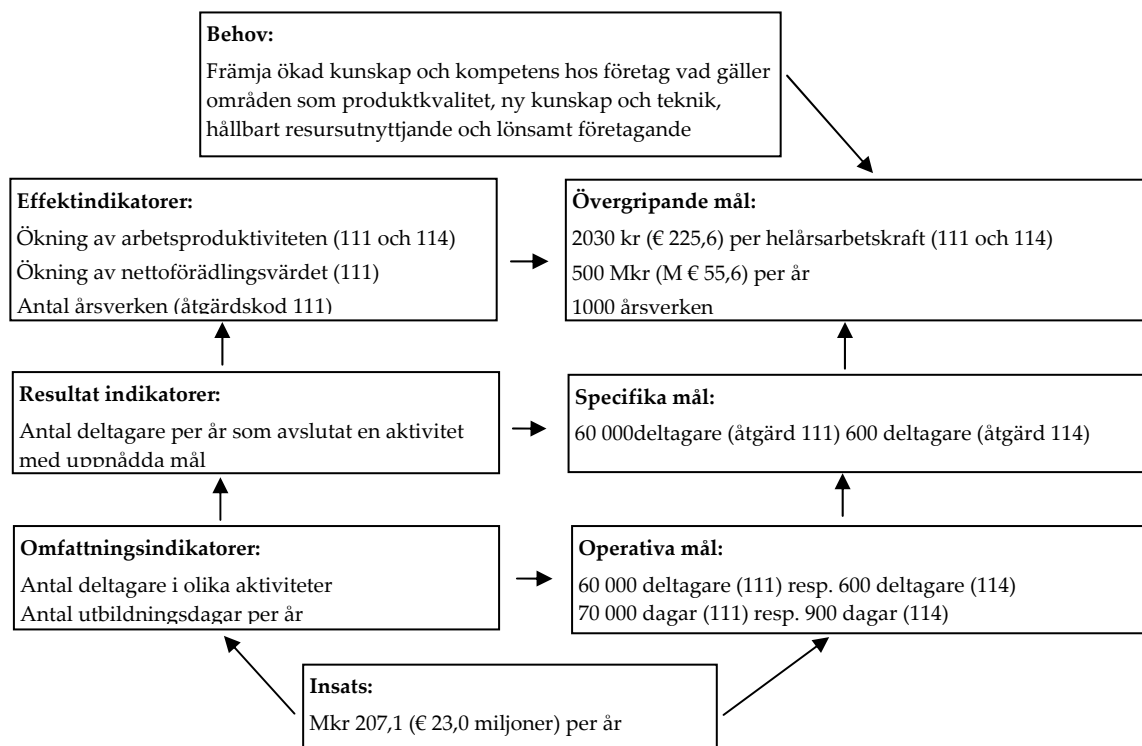 Behov:
Främja ökad kunskap och kompetens hos företag vad gäller
områden som produktkvalitet, ny kunskap och teknik,
hållbart resursutnyttjande och lönsamt företagande
Effektindikatorer:
Ökning av arbetsproduktiviteten (111 och 114)
Ökning av nettoförädlingsvärdet (111)
Antal årsverken (åtgärdskod 111)
Övergripande mål:
2030 kr (€ 225,6) per helårsarbetskraft (111 och 114)
500 Mkr (M € 55,6) per år
1000 årsverken
Resultat indikatorer:
Antal deltagare per år som avslutat en aktivitet
med uppnådda mål
Specifika mål:
60 000deltagare (åtgärd 111) 600 deltagare (åtgärd 114)
Omfattningsindikatorer:
Antal deltagare i olika aktiviteter
Antal utbildningsdagar per år
Operativa mål:
60 000 deltagare (111) resp. 600 deltagare (114)
70 000 dagar (111) resp. 900 dagar (114)
Insats:
Mkr 207,1 (€ 23,0 miljoner) per år